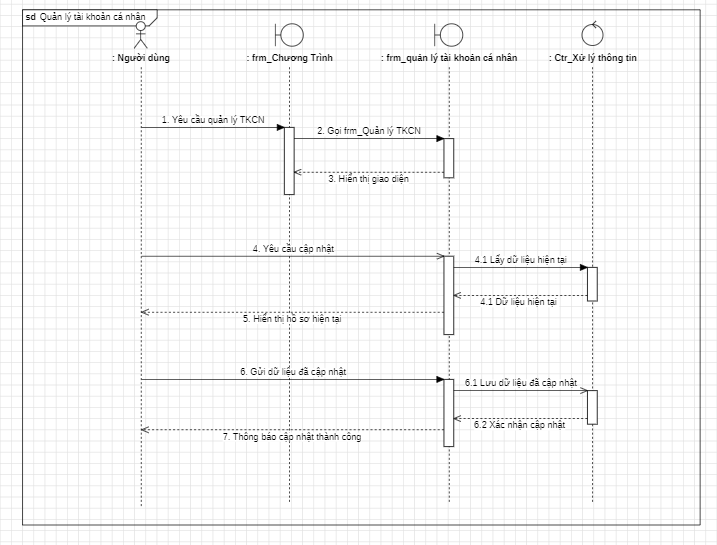 sd Quản lý tài khoản cá nhân
: Người dùng
: frm_Chương Trình
: frm_quản lý tài khoản cá nhân
: Ctr_Xử lý thông tin
1. Yêu cầu quản lý TKCN
2. Gọi frm_Quản lý TKCN
3. Hiển thị giao diện
4. Yêu cầu cập nhật
4.1 Lấy dữ liệu hiện tại
4.1 Dữ liệu hiện tại
5. Hiển thị hồ sơ hiện tại
6. Gửi dữ liệu đã cập nhật
6.1 Lưu dữ liệu đã cập nhật
6.2 Xác nhận cập nhật
7. Thông báo cập nhật thành công